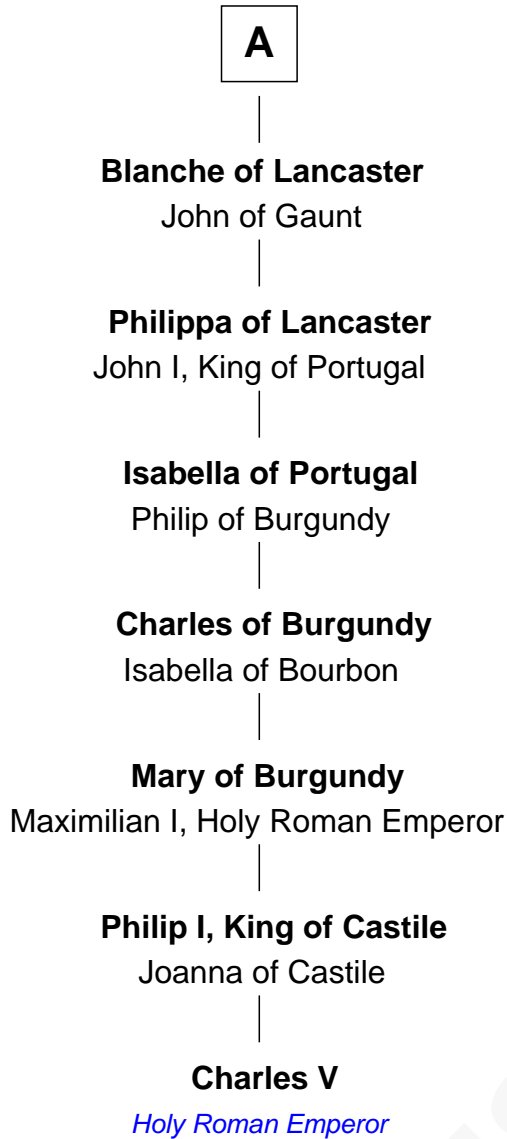 A
Blanche of Lancaster
John of Gaunt
Philippa of Lancaster
John I, King of Portugal
Isabella of Portugal
Philip of Burgundy
Charles of Burgundy
Isabella of Bourbon
Mary of Burgundy
Maximilian I, Holy Roman Emperor
Philip I, King of Castile
Joanna of Castile
Charles V
Holy Roman Emperor